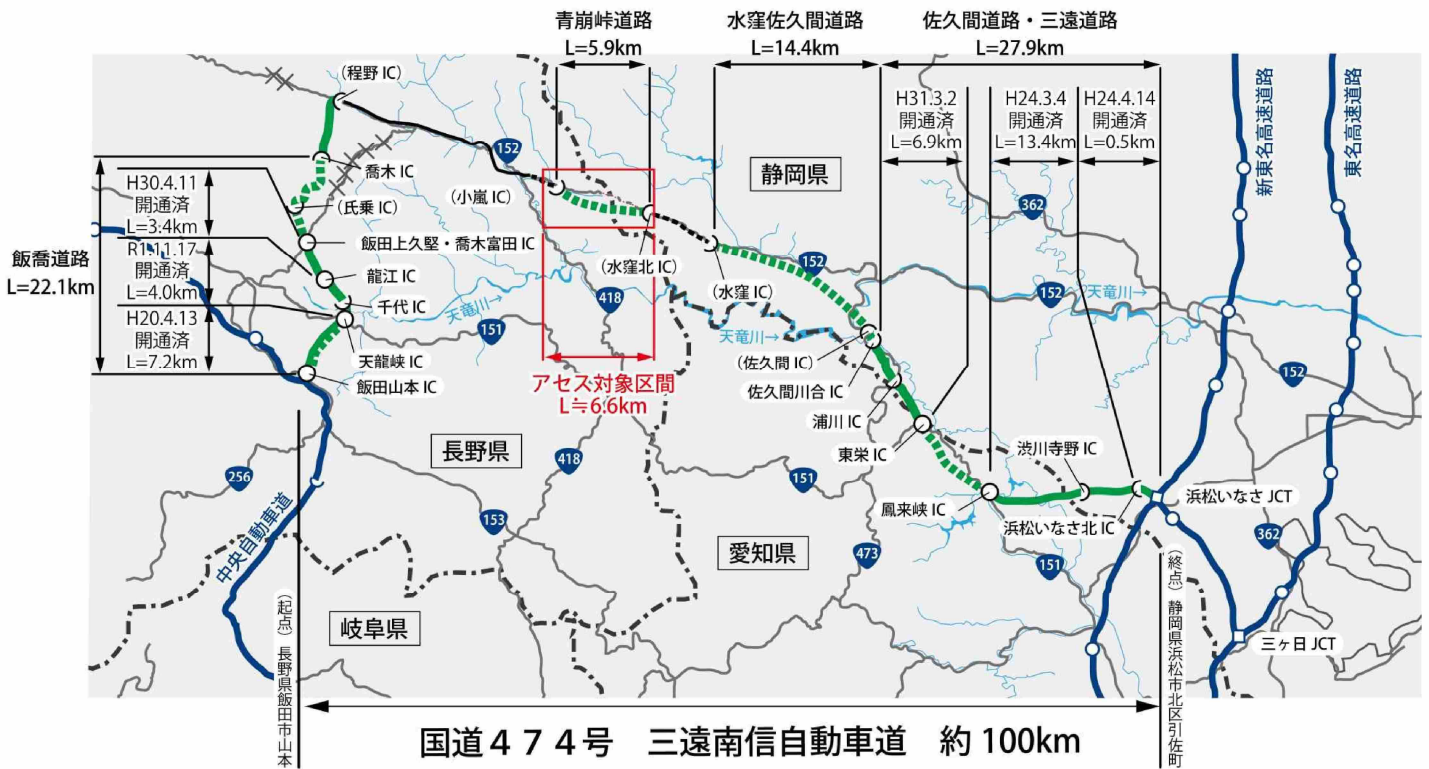 青崩峠道路
L=5.9km
水窪佐久間道路
L=14.4km
佐久間道路・三遠道路
L=27.9km
H31.3.2
開通済
L=6.9km
H24.3.4
開通済
L=13.4km
H24.4.14
開通済
L=0.5km
新東名高速道路
東名高速道路
(程野 IC)
152
静岡県
喬木 IC
H30.4.11
開通済
L=3.4km
(氏乗 IC)
(小嵐 IC)
362
飯喬道路
L=22.1km
飯田上久堅・喬木富田 IC
R1.11.17
開通済
L=4.0km
龍江 IC
(水窪北 IC)
(水窪 IC)
152
千代 IC
天竜川→
418
152
天竜川→
H20.4.13
開通済
L=7.2km
151
天竜川→
天龍峡 IC
(佐久間 IC)
飯田山本 IC
アセス対象区間
L≒6.6km
佐久間川合 IC
152
浦川 IC
長野県
418
東栄 IC
渋川寺野 IC
256
151
中央自動車道
鳳来峡 IC
浜松いなさ北 IC
浜松いなさ JCT
153
愛知県
473
151
362
岐阜県
三ヶ日 JCT
(起点) 長野県飯田市山本
(終点) 静岡県浜松市北区引佐町
国道474号 三遠南信自動車道 約 100km